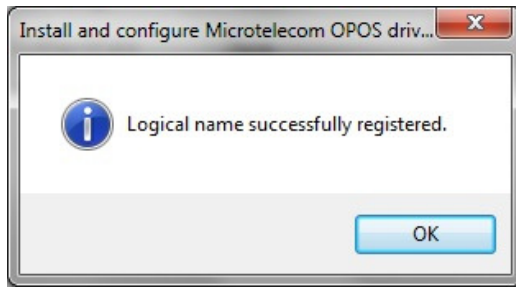 Install and configure Microtelecom OPOS driv...
Logical name successfully registered.
OK